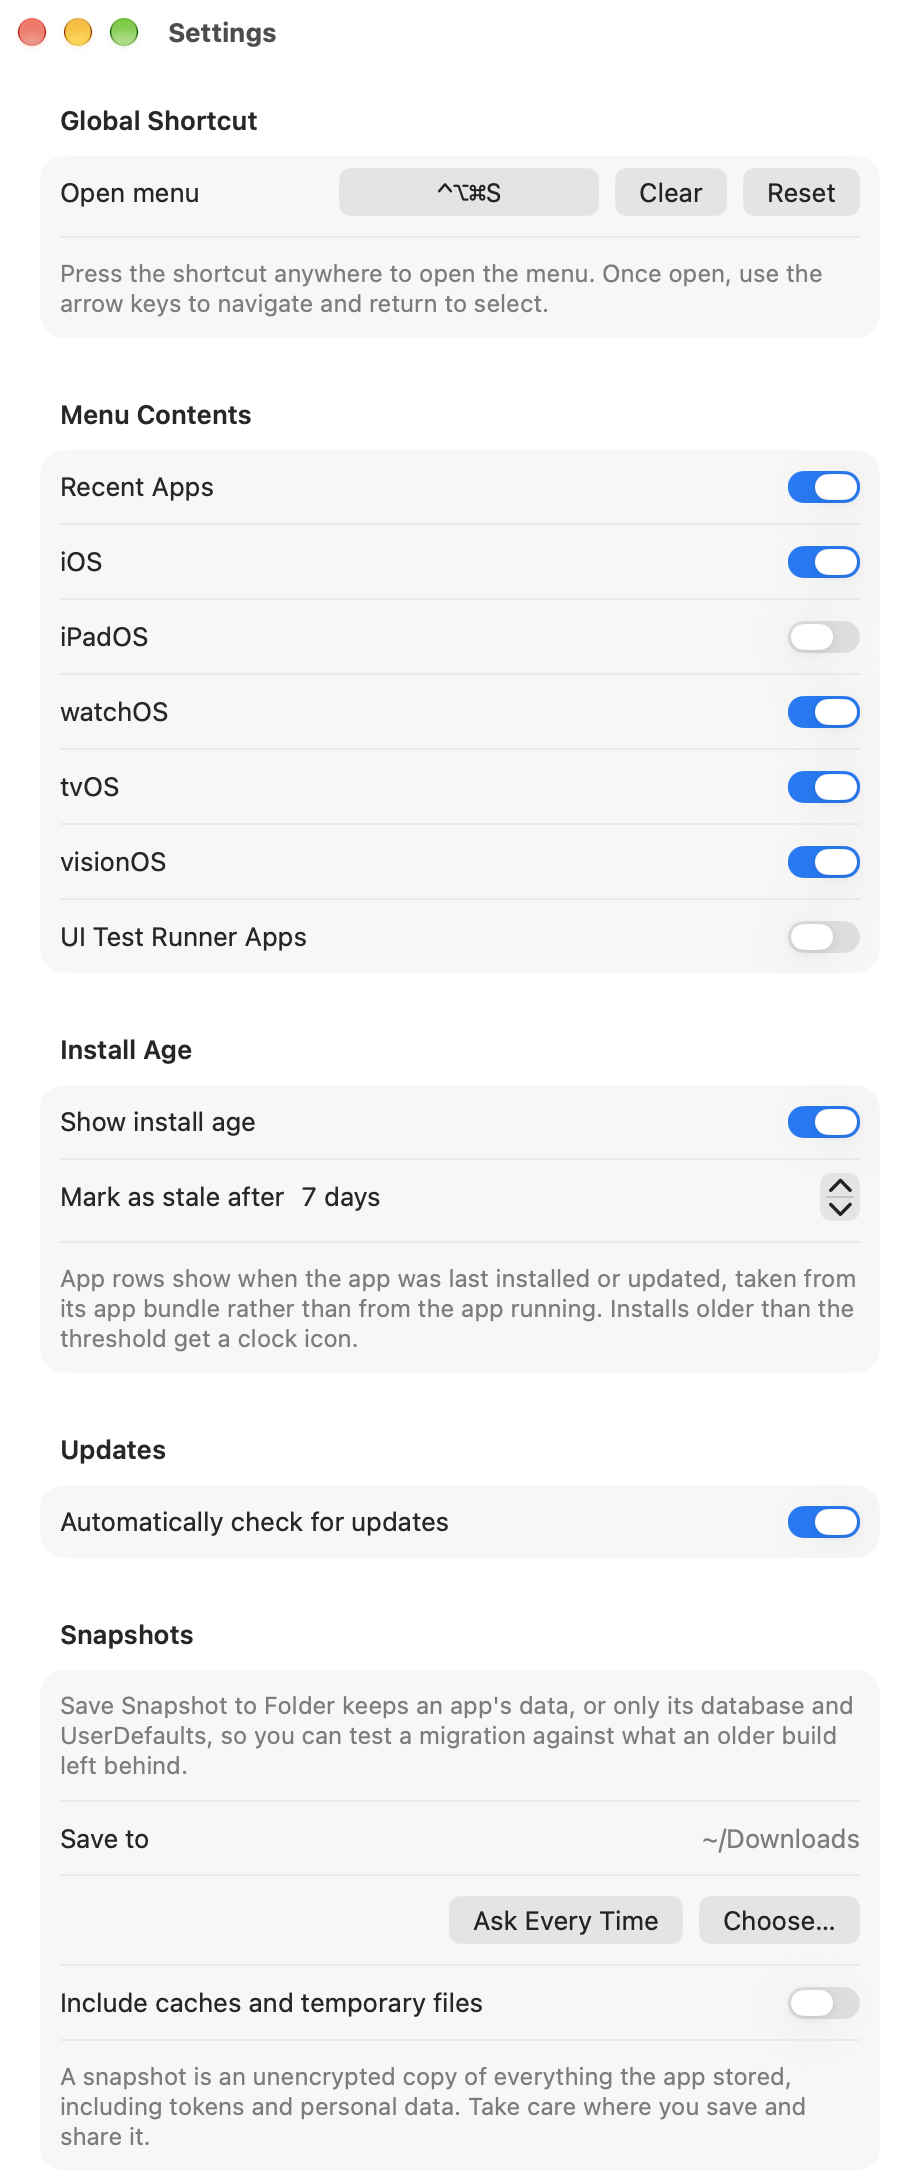 Settings
Global Shortcut
Open menu
^⌥⌘S
Clear
Reset
Press the shortcut anywhere to open the menu. Once open, use the
arrow keys to navigate and return to select.
Menu Contents
Recent Apps
iOS
iPadOS
watchOS
tvOS
visionOS
UI Test Runner Apps
Install Age
Show install age
Mark as stale after 7 days
App rows show when the app was last installed or updated, taken from
its app bundle rather than from the app running. Installs older than the
threshold get a clock icon.
Updates
Automatically check for updates
Snapshots
Save Snapshot to Folder keeps an app's data, or only its database and
UserDefaults, so you can test a migration against what an older build
left behind.
Save to
~/Downloads
Ask Every Time
Choose...
Include caches and temporary files
A snapshot is an unencrypted copy of everything the app stored,
including tokens and personal data. Take care where you save and
share it.